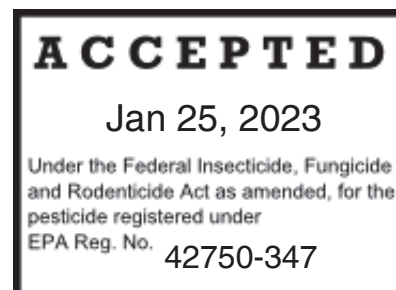 ACCEPTED
Jan 25, 2023
Under the Federal Insecticide, Fungicide
and Rodenticide Act as amended, for the
pesticide registered under
EPA Reg. No. 42750-347